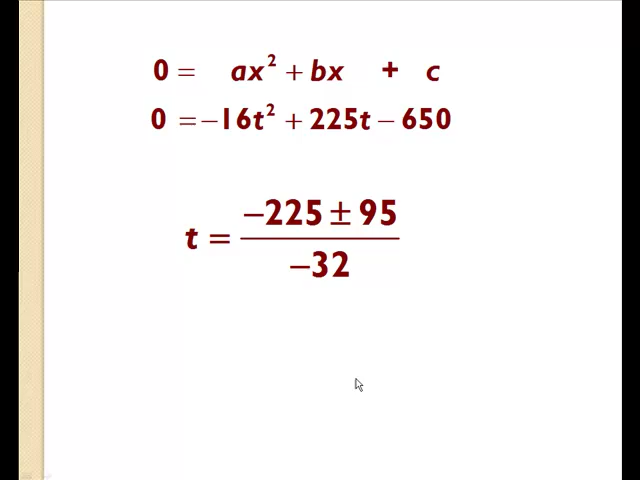 0 = ax² + bx + c
0 = −16t² + 225t − 650
t = −225 ± 95
−32